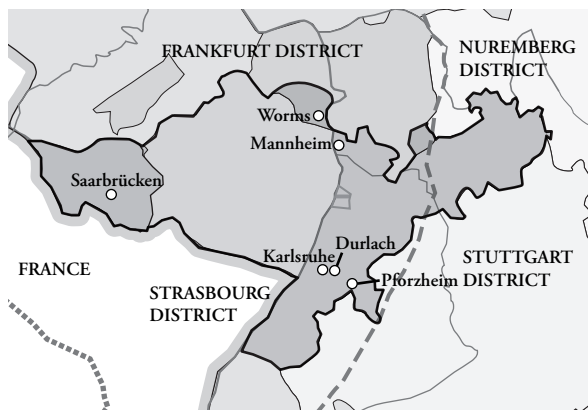 FRANKFURT DISTRICT
NUREMBERG
DISTRICT
Worms
Mannheim
Saarbrücken
Karlsruhe
Durlach
Pforzheim
FRANCE
STRASBOURG
DISTRICT
STUTTGART
DISTRICT